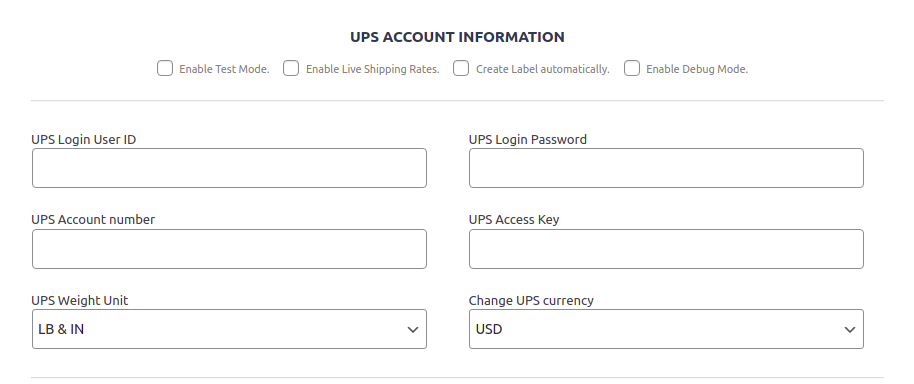 UPS ACCOUNT INFORMATION
Enable Test Mode. Enable Live Shipping Rates. Create Label automatically. Enable Debug Mode.
UPS Login User ID UPS Login Password
UPS Account number UPS Access Key
UPS Weight Unit Change UPS currency
LB & IN USD